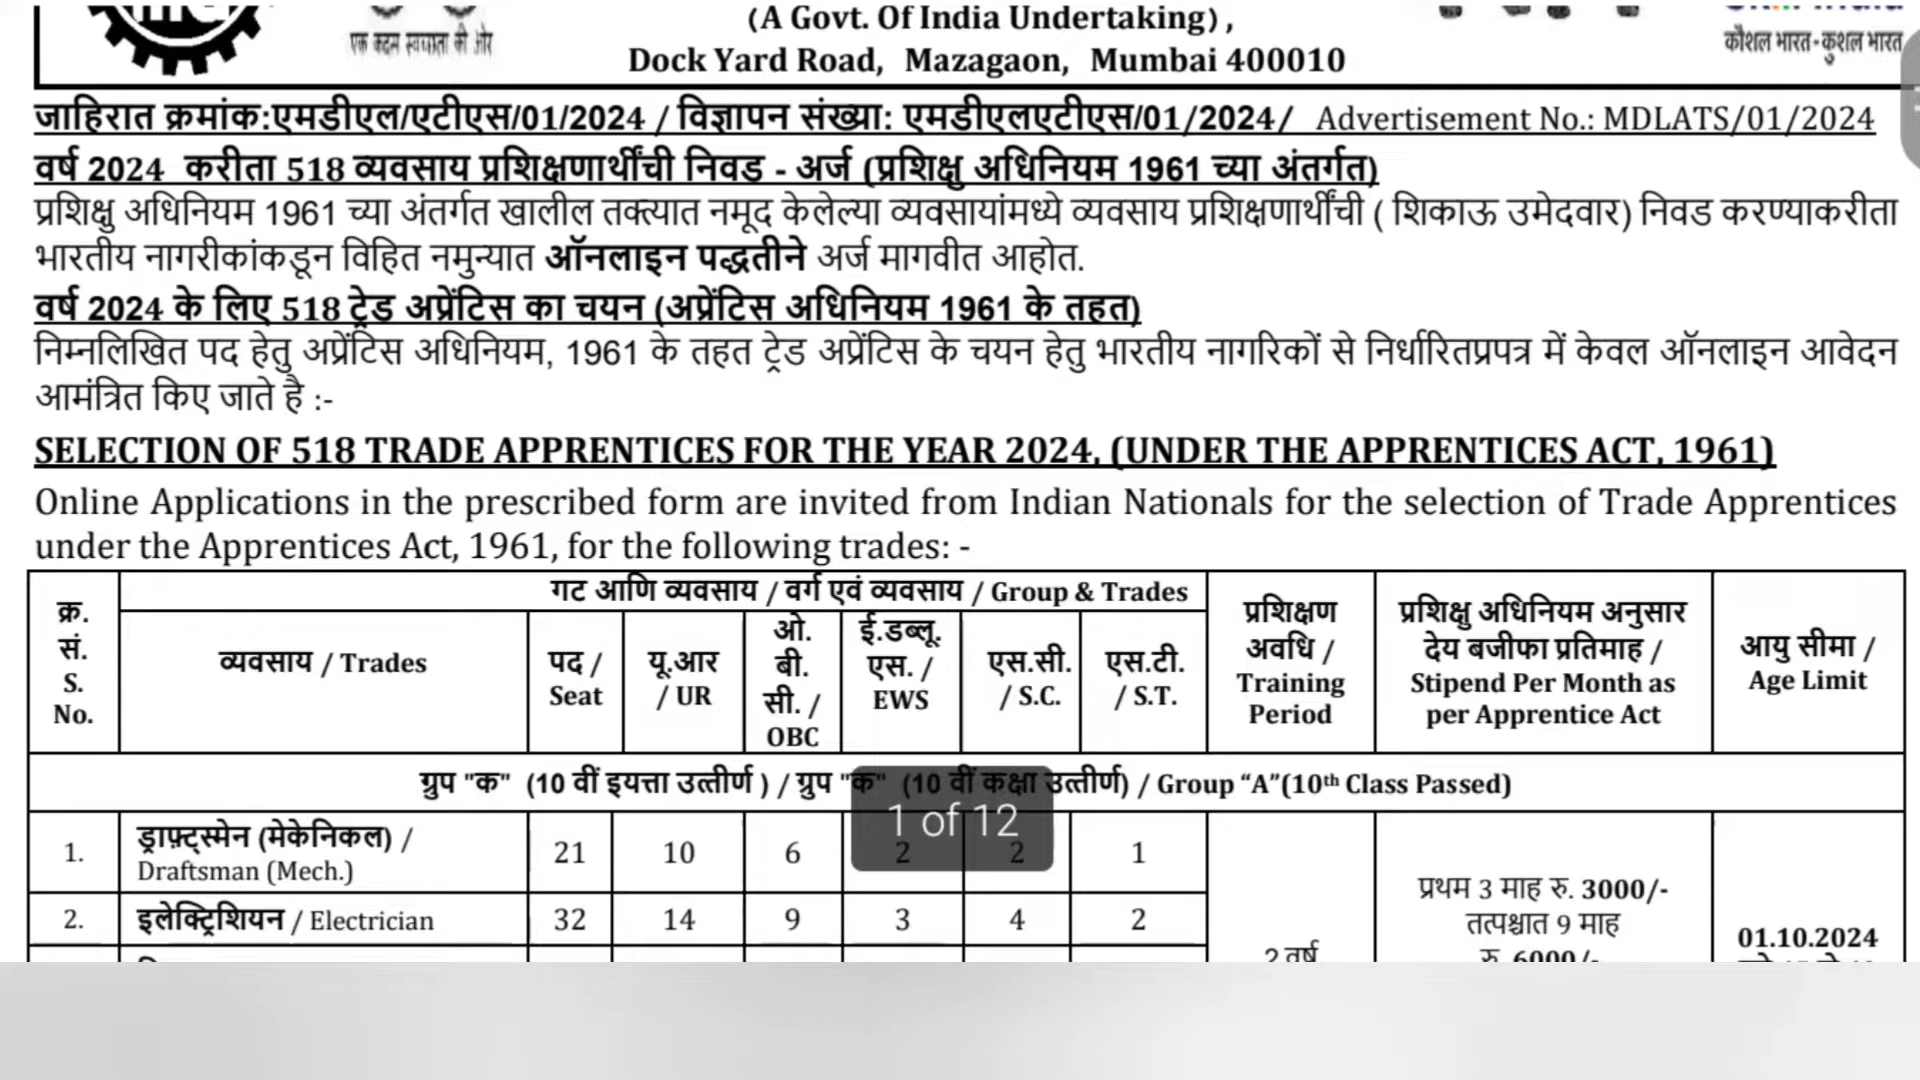 (A Govt. Of India Undertaking),
एक कदम स्वच्छता की ओर
Dock Yard Road, Mazagaon, Mumbai 400010
कौशल भारत-कुशल भारत
जाहिरात क्रमांक:एमडीएल/एटीएस/01/2024 / विज्ञापन संख्या: एमडीएलएटीएस/01/2024/ Advertisement No.: MDLATS/01/2024
वर्ष 2024 करीता 518 व्यवसाय प्रशिक्षणार्थींची निवड - अर्ज (प्रशिक्षु अधिनियम 1961 च्या अंतर्गत)
प्रशिक्षु अधिनियम 1961 च्या अंतर्गत खालील तक्त्यात नमूद केलेल्या व्यवसायांमध्ये व्यवसाय प्रशिक्षणार्थींची ( शिकाऊ उमेदवार) निवड करण्याकरीता
भारतीय नागरीकांकडून विहित नमुन्यात ऑनलाइन पद्धतीने अर्ज मागवीत आहोत.
वर्ष 2024 के लिए 518 ट्रेड अप्रेंटिस का चयन (अप्रेंटिस अधिनियम 1961 के तहत)
निम्नलिखित पद हेतु अप्रेंटिस अधिनियम, 1961 के तहत ट्रेड अप्रेंटिस के चयन हेतु भारतीय नागरिकों से निर्धारितप्रपत्र में केवल ऑनलाइन आवेदन
आमंत्रित किए जाते है :-
SELECTION OF 518 TRADE APPRENTICES FOR THE YEAR 2024, (UNDER THE APPRENTICES ACT, 1961)
Online Applications in the prescribed form are invited from Indian Nationals for the selection of Trade Apprentices
under the Apprentices Act, 1961, for the following trades: -
क्र. सं. S. No.
गट आणि व्यवसाय / वर्ग एवं व्यवसाय / Group & Trades
व्यवसाय / Trades
पद / Seat
यू.आर / UR
ओ. बी. सी. / OBC
ई.डब्लू. एस. / EWS
एस.सी. / S.C.
एस.टी. / S.T.
प्रशिक्षण अवधि / Training Period
प्रशिक्षु अधिनियम अनुसार देय बजीफा प्रतिमाह / Stipend Per Month as per Apprentice Act
आयु सीमा / Age Limit
ग्रुप "क" (10 वीं इयत्ता उत्तीर्ण ) / ग्रुप "क" (10 वीं कक्षा उत्तीर्ण) / Group “A”(10th Class Passed)
1 of 12
1. ड्राफ़्ट्स्मेन (मेकेनिकल) / Draftsman (Mech.) 21 10 6 2 2 1
2. इलेक्ट्रिशियन / Electrician 32 14 9 3 4 2
2 वर्ष
प्रथम 3 माह रु. 3000/-
तत्पश्चात 9 माह
रु. 6000/-
01.10.2024